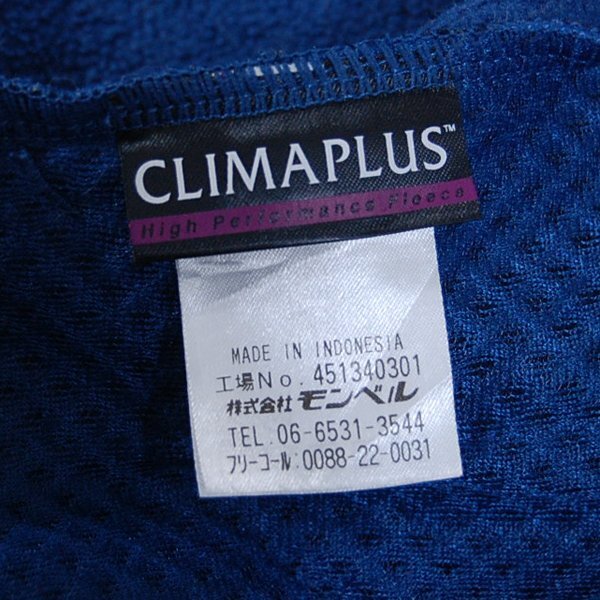 CLIMAPLUS™
High Performance Fleece
MADE IN INDONESIA
工場No. 451340301
株式会社 モンベル
TEL. 06-6531-3544
フリーコール:0088-22-0031